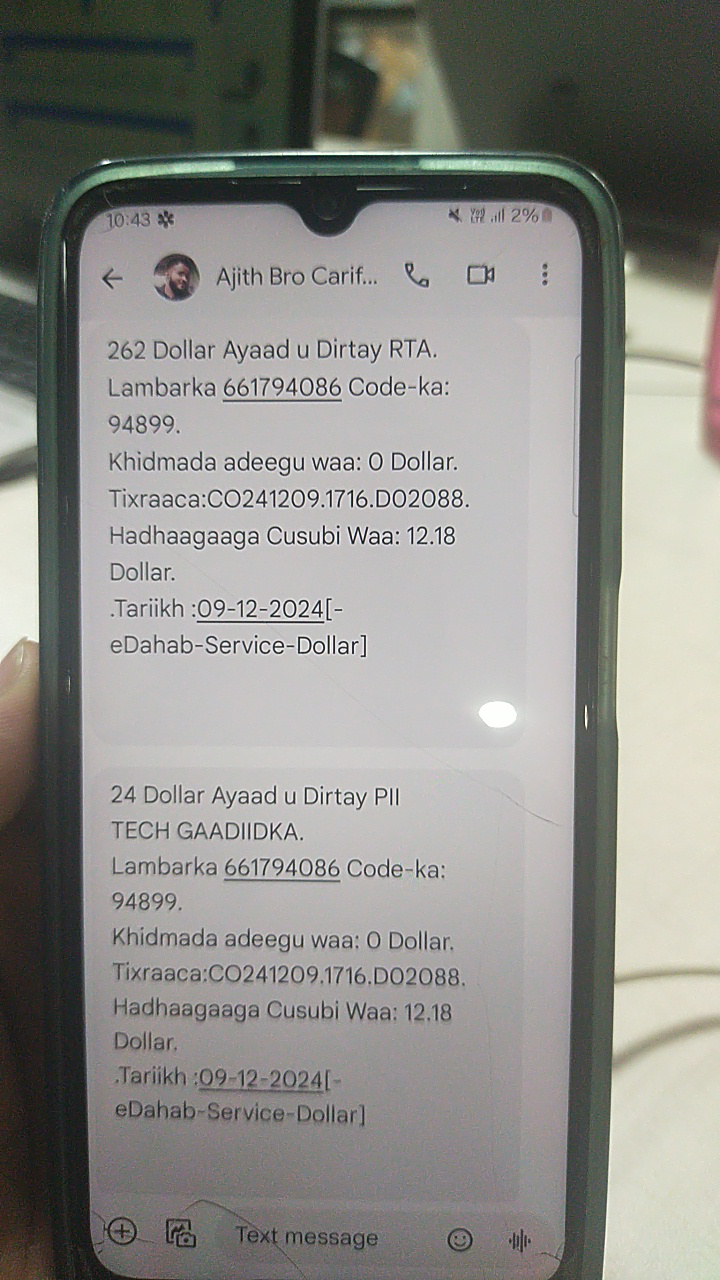 10:43
2%
Ajith Bro Carif...
262 Dollar Ayaad u Dirtay RTA.
Lambarka 661794086 Code-ka:
94899.
Khidmada adeegu waa: 0 Dollar.
Tixraaca:CO241209.1716.D02088.
Hadhaagaaga Cusubi Waa: 12.18
Dollar.
.Tariikh :09-12-2024[-
eDahab-Service-Dollar]
24 Dollar Ayaad u Dirtay PII
TECH GAADIIDKA.
Lambarka 661794086 Code-ka:
94899.
Khidmada adeegu waa: 0 Dollar.
Tixraaca:CO241209.1716.D02088.
Hadhaagaaga Cusubi Waa: 12.18
Dollar.
.Tariikh :09-12-2024[-
eDahab-Service-Dollar]
Text message